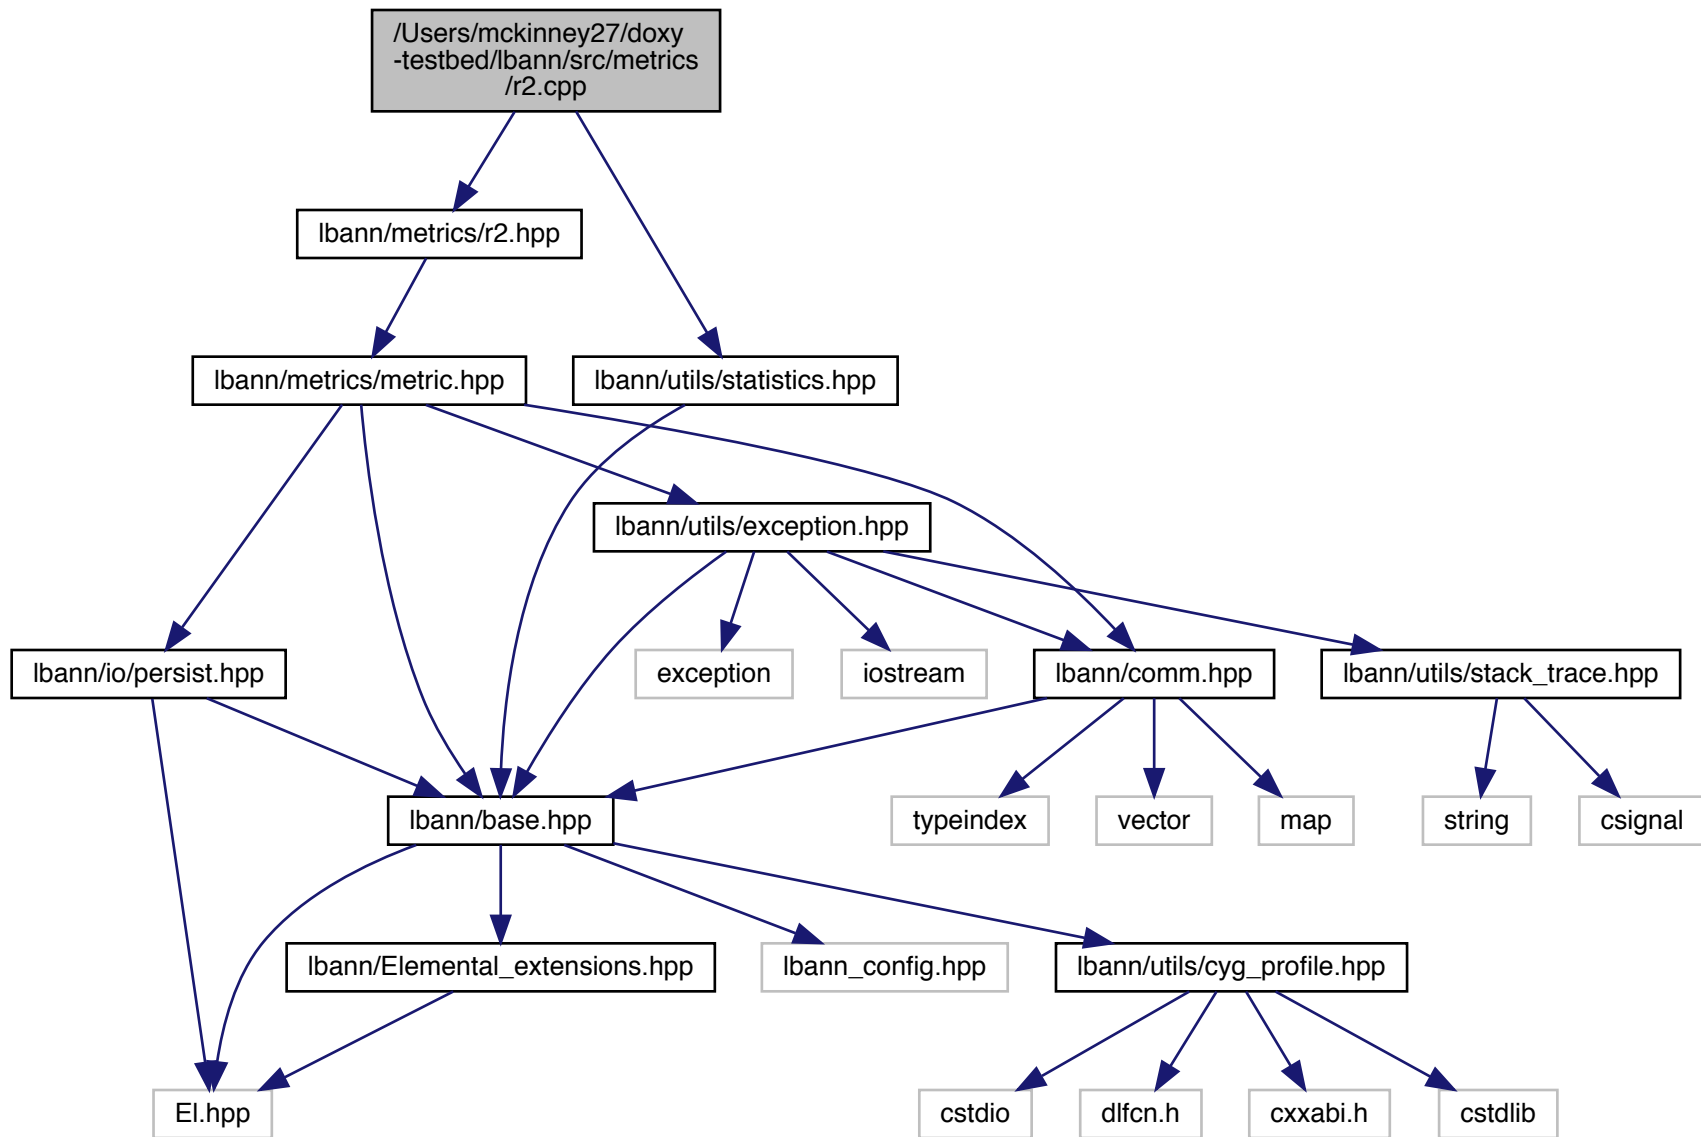 /Users/mckinney27/doxy
-testbed/lbann/src/metrics
/r2.cpp
lbann/metrics/r2.hpp
lbann/metrics/metric.hpp
lbann/utils/statistics.hpp
lbann/utils/exception.hpp
lbann/io/persist.hpp
exception
iostream
lbann/comm.hpp
lbann/utils/stack_trace.hpp
lbann/base.hpp
typeindex
vector
map
string
csignal
lbann/Elemental_extensions.hpp
lbann_config.hpp
lbann/utils/cyg_profile.hpp
El.hpp
cstdio
dlfcn.h
cxxabi.h
cstdlib